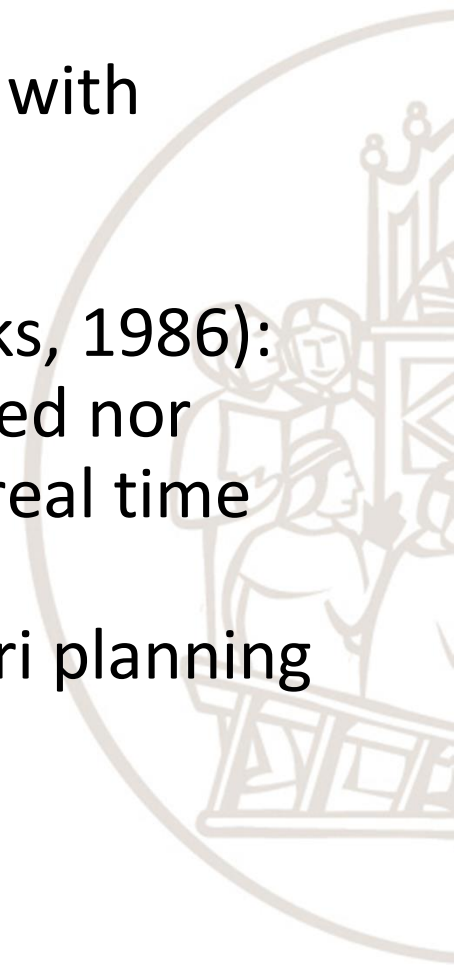 with
ks, 1986):
ed nor
real time
ri planning